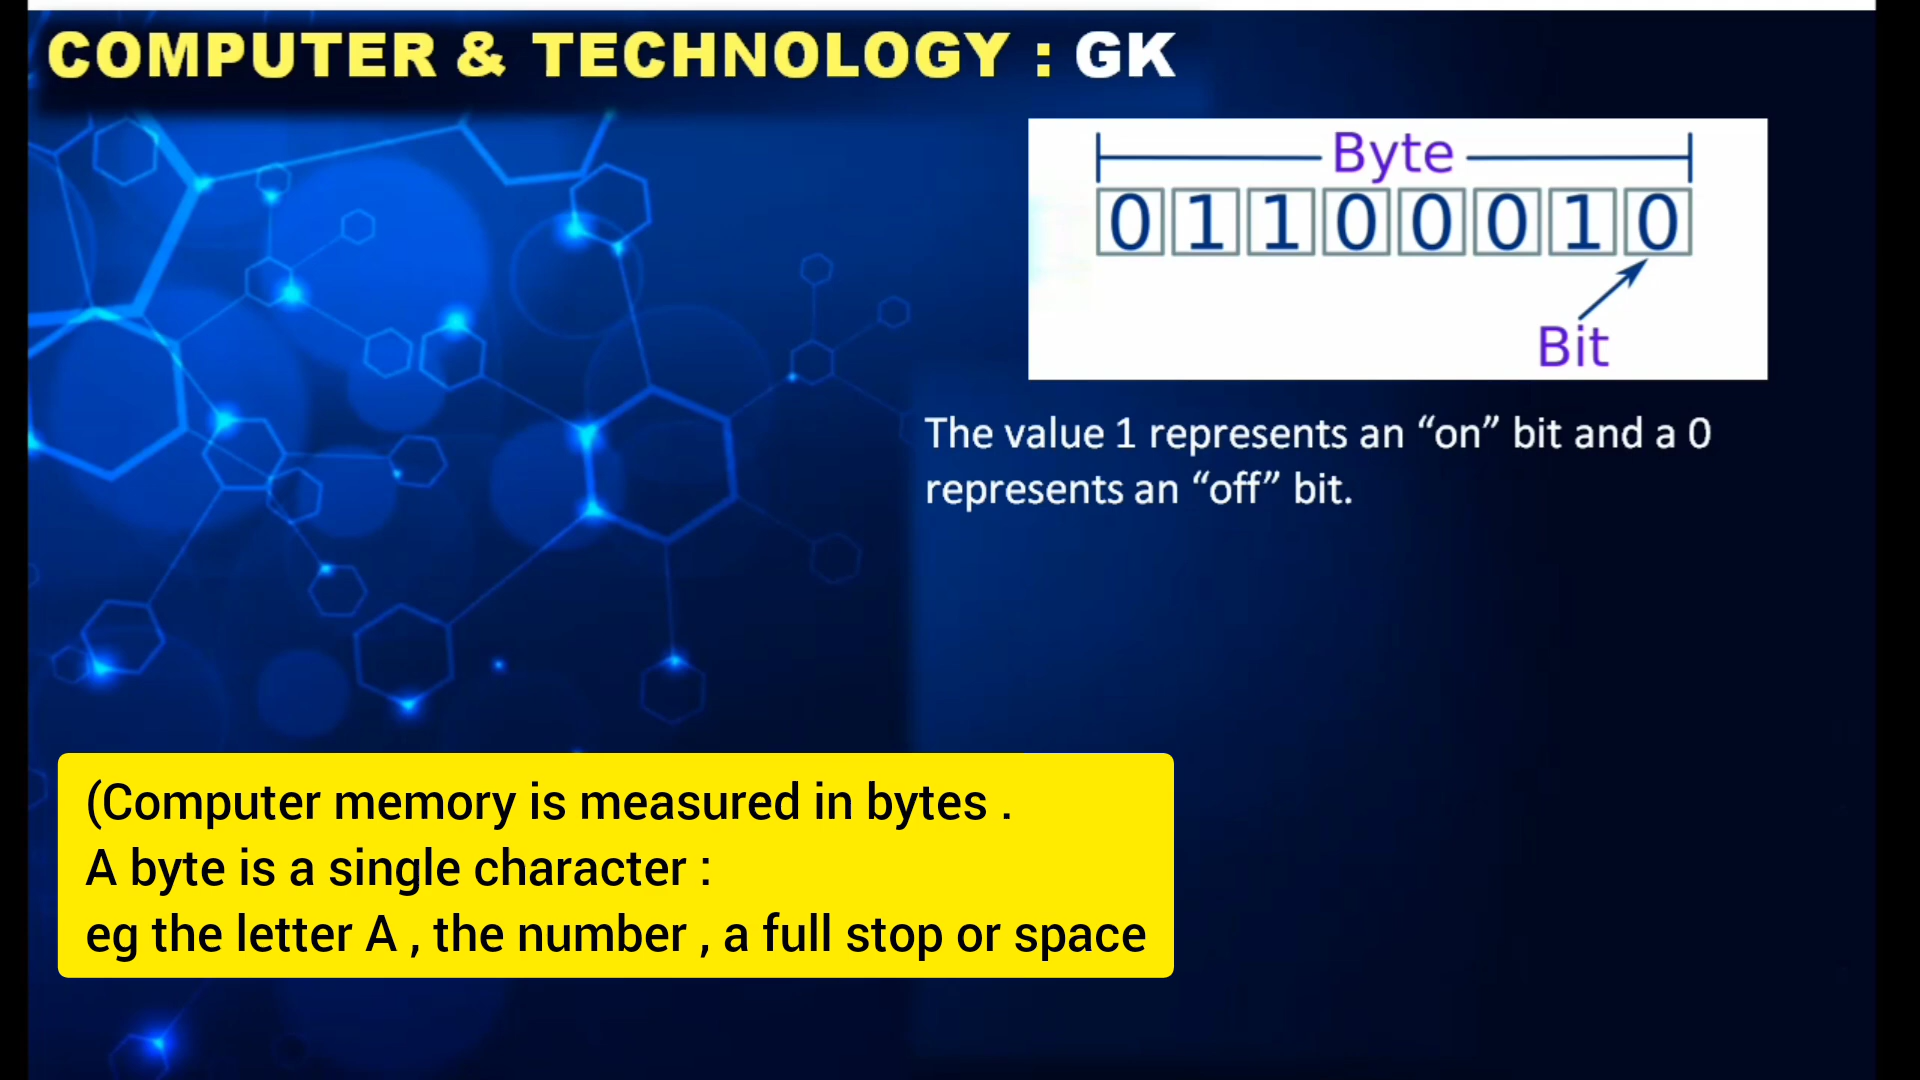 COMPUTER & TECHNOLOGY : GK
Byte
0 1 1 0 0 0 1 0
Bit
The value 1 represents an “on” bit and a 0
represents an “off” bit.
(Computer memory is measured in bytes .
A byte is a single character :
eg the letter A , the number , a full stop or space